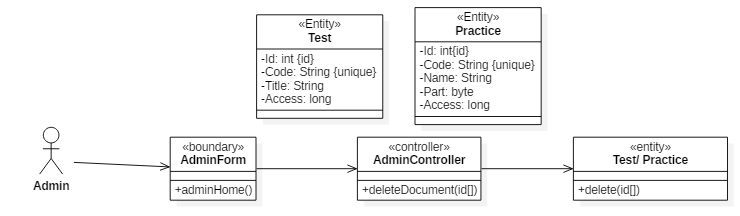 «Entity»
Test
-Id: int {id}
-Code: String {unique}
-Title: String
-Access: long
«Entity»
Practice
-Id: int{id}
-Code: String {unique}
-Name: String
-Part: byte
-Access: long
Admin
«boundary»
AdminForm
+adminHome()
«controller»
AdminController
+deleteDocument(id[])
«entity»
Test/ Practice
+delete(id[])